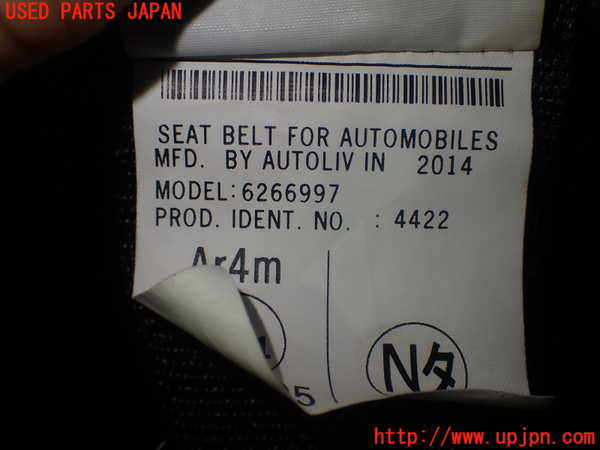 USED PARTS JAPAN
SEAT BELT FOR AUTOMOBILES
MFD. BY AUTOLIV IN 2014
MODEL:6266997
PROD. IDENT. NO. : 4422
Ar4m
Nタ
5
http://www.upjpn.com/